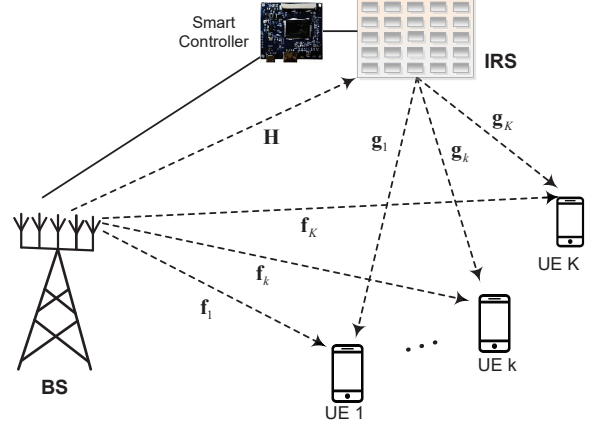 Smart
Controller
IRS
H
g1
gk
gK
fK
fk
f1
UE K
UE k
• • •
UE 1
BS